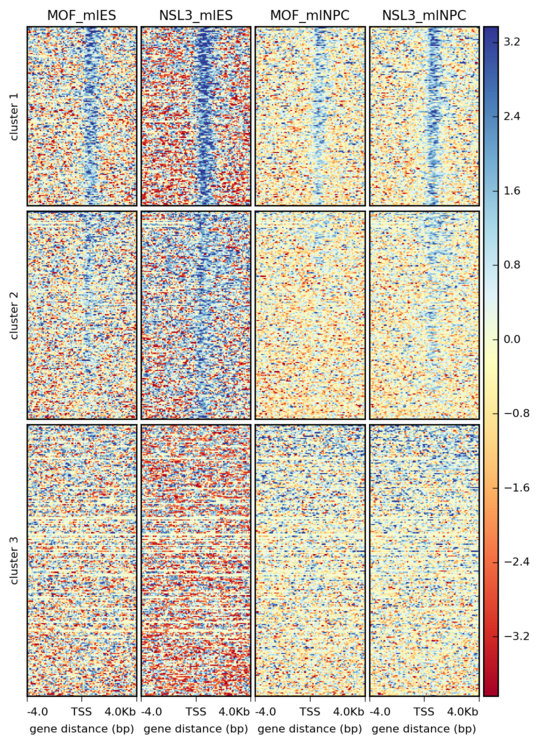 MOF_mIES NSL3_mIES MOF_mINPC NSL3_mINPC
cluster 1
cluster 2
cluster 3
3.2
2.4
1.6
0.8
0.0
−0.8
−1.6
−2.4
−3.2
-4.0 TSS 4.0Kb -4.0 TSS 4.0Kb -4.0 TSS 4.0Kb -4.0 TSS 4.0Kb
gene distance (bp) gene distance (bp) gene distance (bp) gene distance (bp)